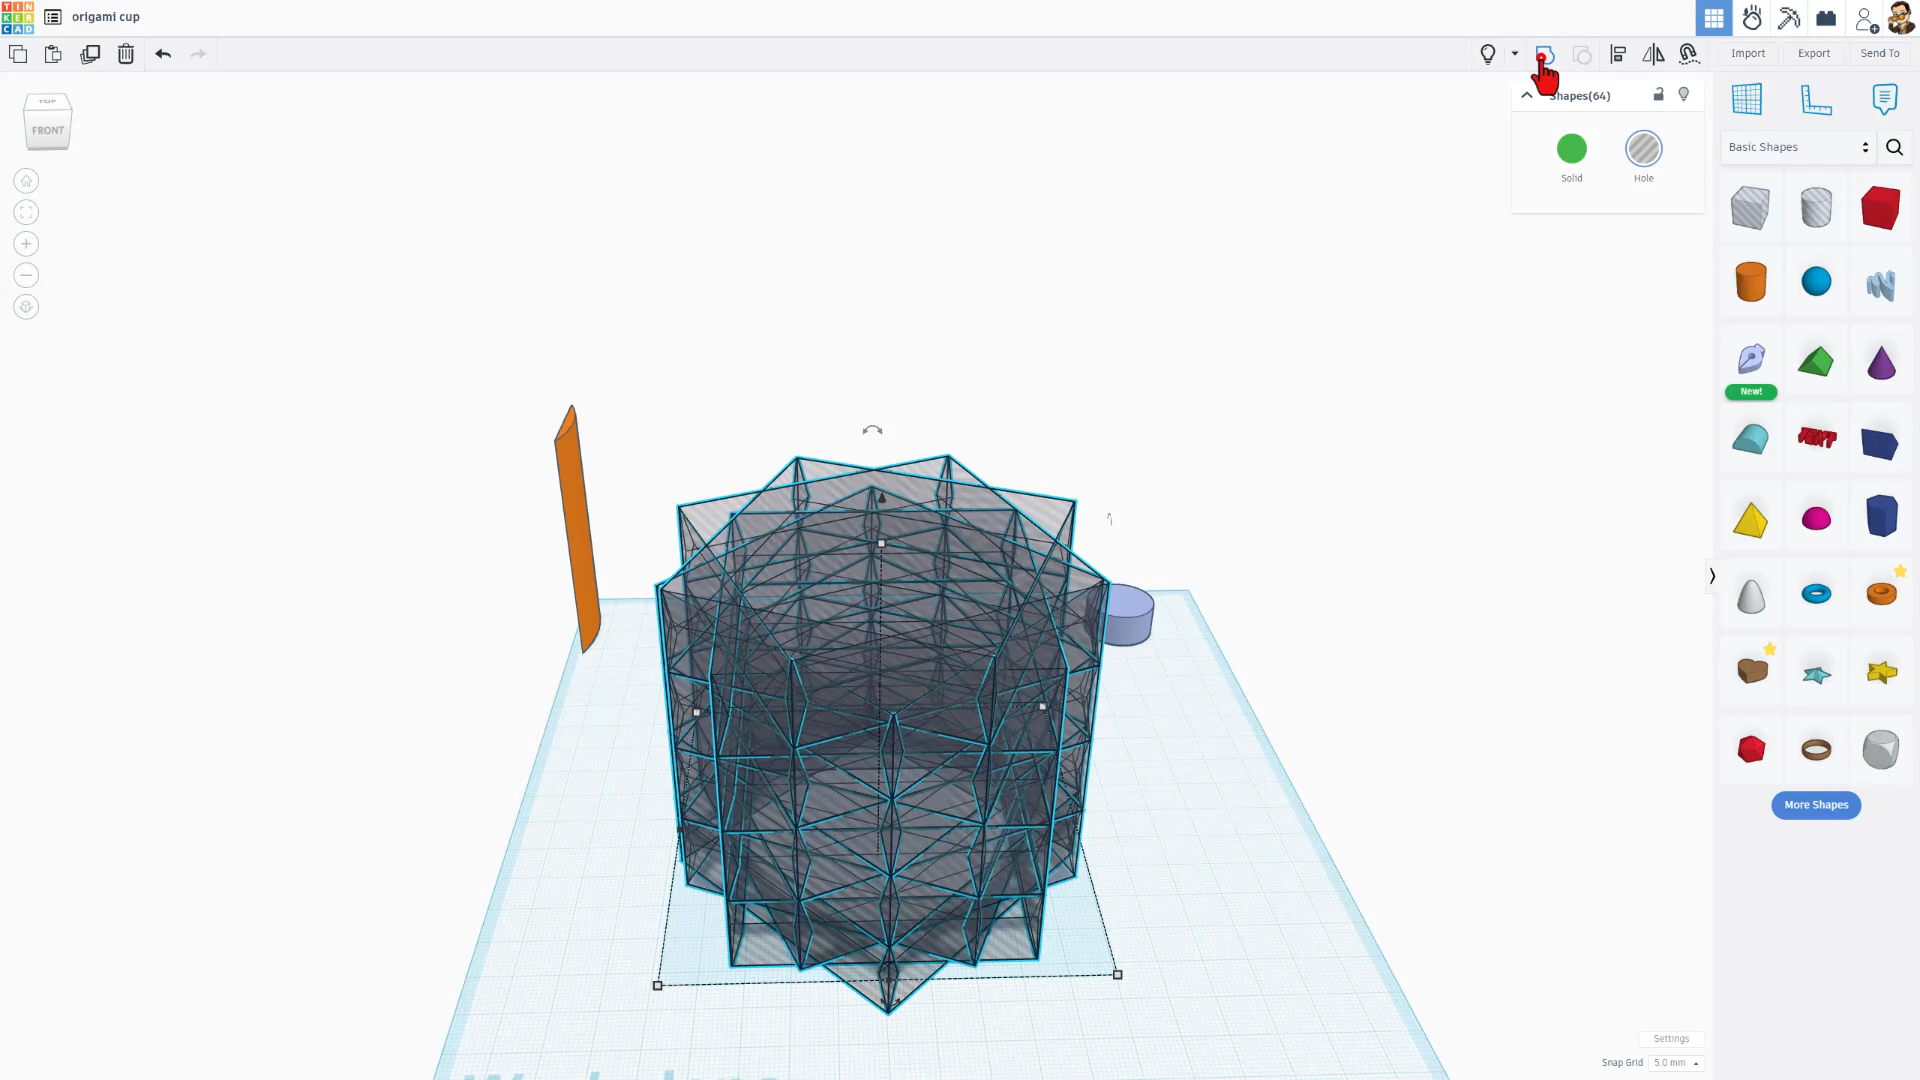 TIN
KER
CAD
origami cup
Import
Export
Send To
TOP
FRONT
Shapes(64)
Solid
Hole
Basic Shapes
New!
More Shapes
Settings
Snap Grid
5.0 mm